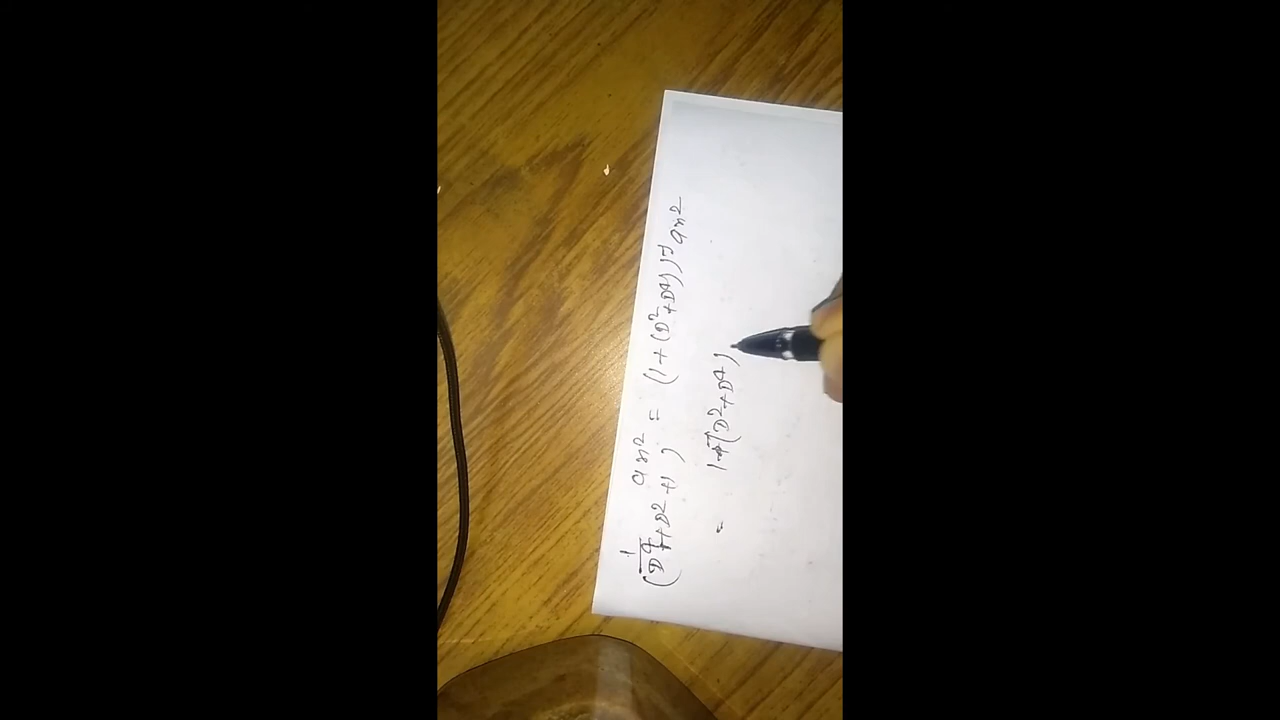 1/(D⁴+D²+1) ax² = (1+(D²+D⁴))⁻¹ ax²
= 1+(D²+D⁴)